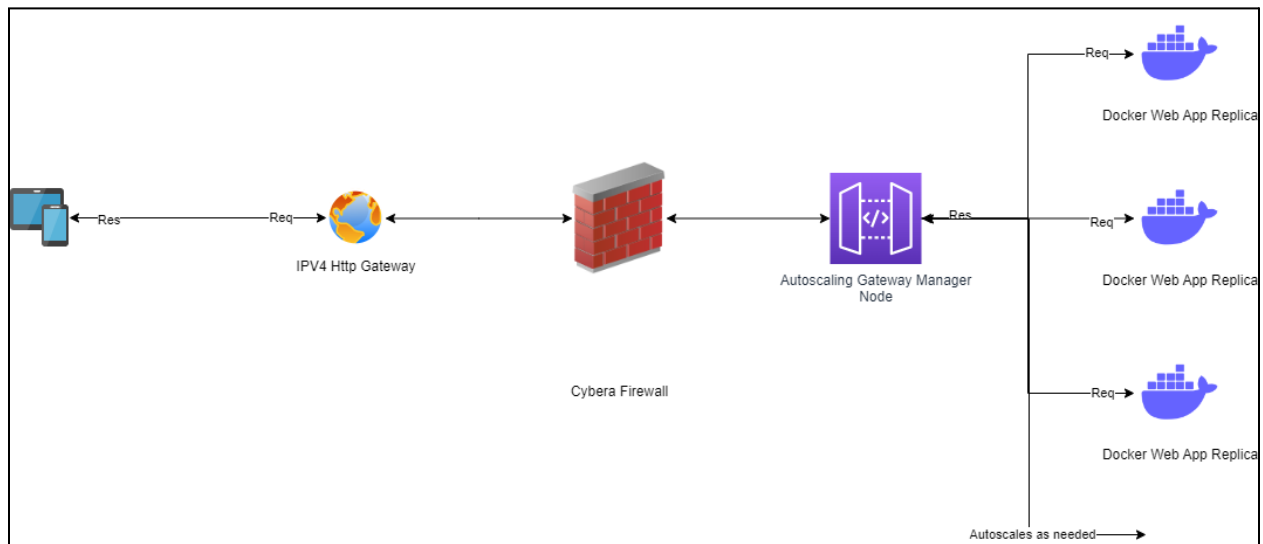 Req
Docker Web App Replica
Res
Req
IPV4 Http Gateway
</>
Autoscaling Gateway Manager
Node
Res
Req
Docker Web App Replica
Cybera Firewall
Req
Docker Web App Replica
Autoscales as needed